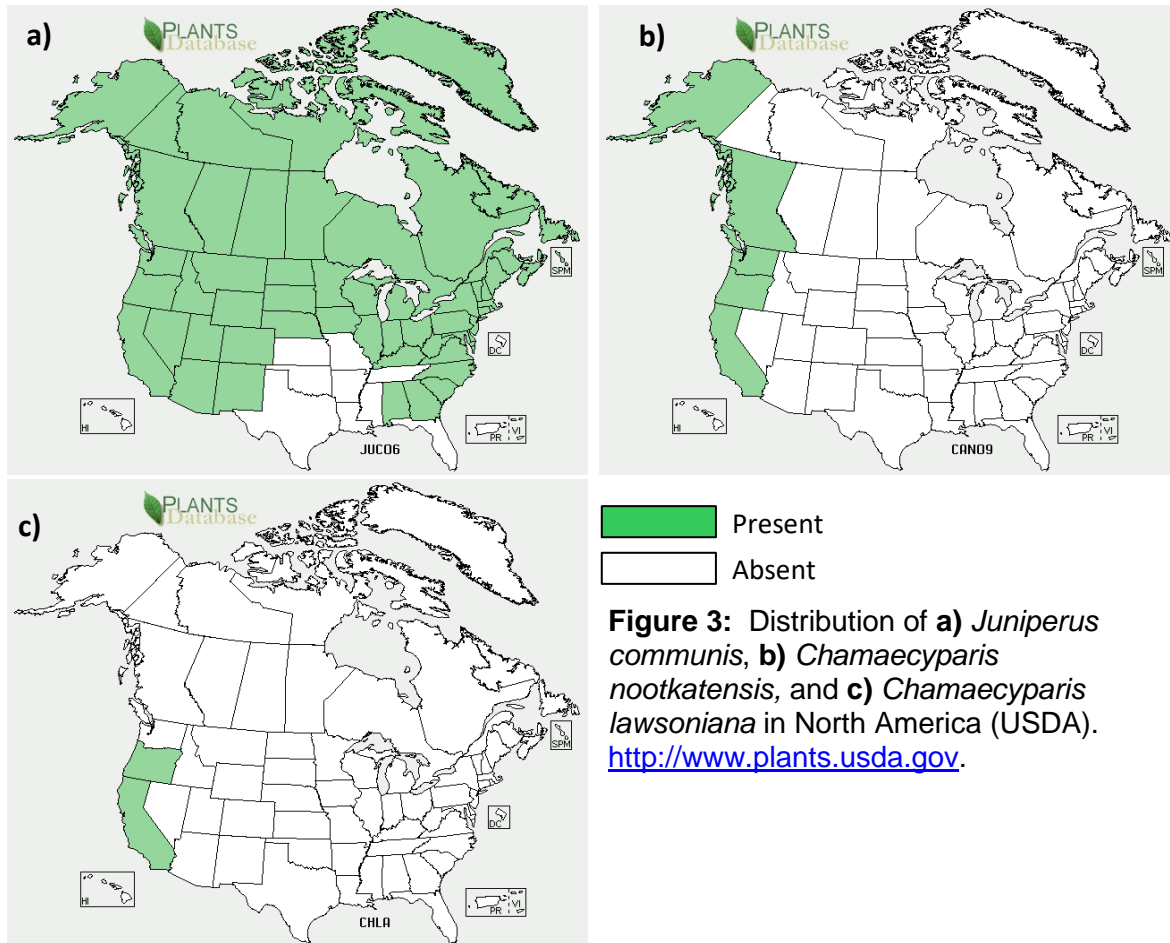 a)
PLANTS
Database
HI
SPM
DC
PR VI
JUCO6
b)
PLANTS
Database
HI
SPM
DC
PR VI
CANO9
c)
PLANTS
Database
HI
SPM
DC
PR VI
CHLA
Present
Absent
Figure 3: Distribution of a) Juniperus
communis, b) Chamaecyparis
nootkatensis, and c) Chamaecyparis
lawsoniana in North America (USDA).
http://www.plants.usda.gov.